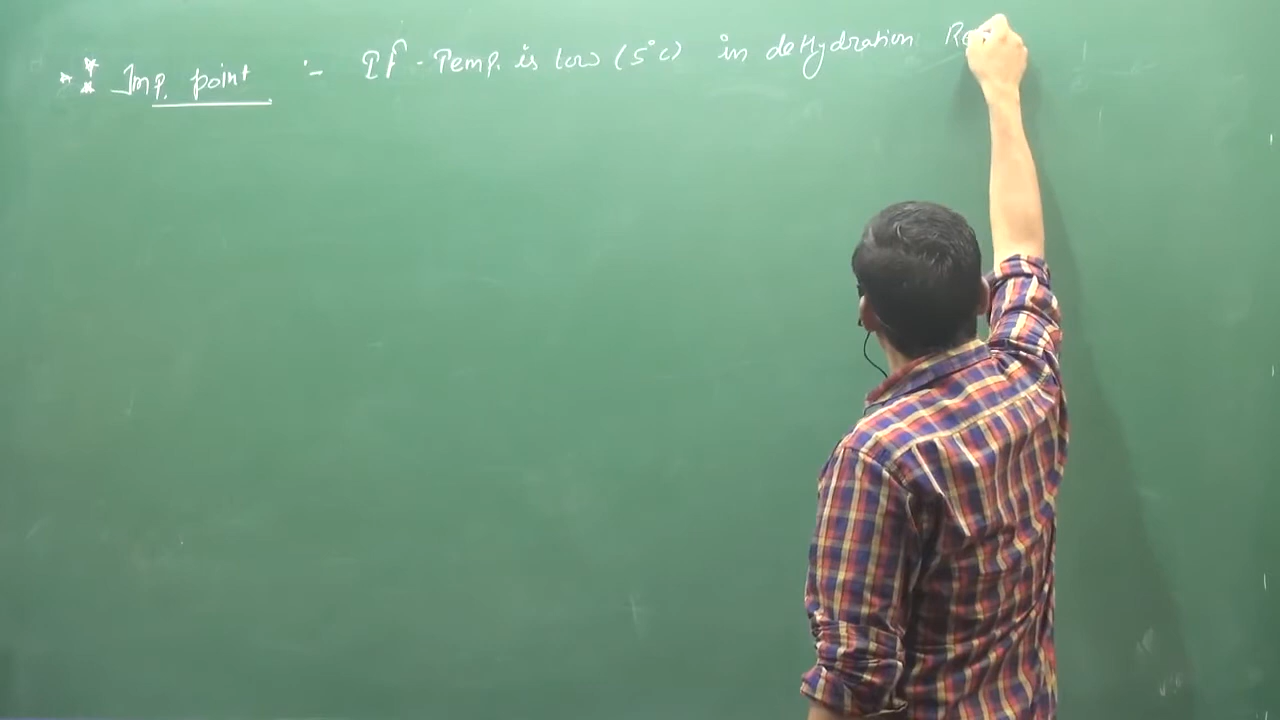 Imp. point :- If Temp. is low (5°C) in deHydration